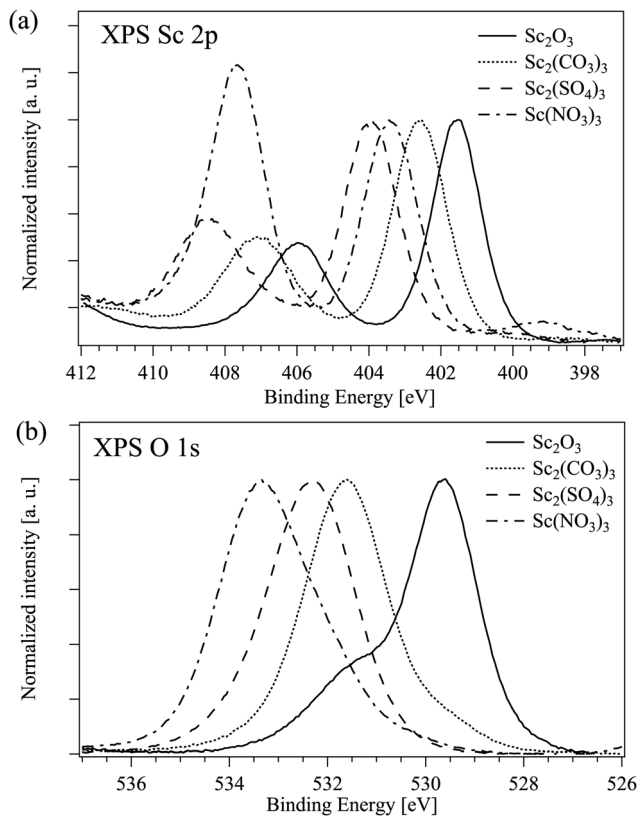 (a)
XPS Sc 2p
Sc₂O₃
Sc₂(CO₃)₃
Sc₂(SO₄)₃
Sc(NO₃)₃
Normalized intensity [a. u.]
412 410 408 406 404 402 400 398
Binding Energy [eV]
(b)
XPS O 1s
Sc₂O₃
Sc₂(CO₃)₃
Sc₂(SO₄)₃
Sc(NO₃)₃
Normalized intensity [a. u.]
536 534 532 530 528 526
Binding Energy [eV]